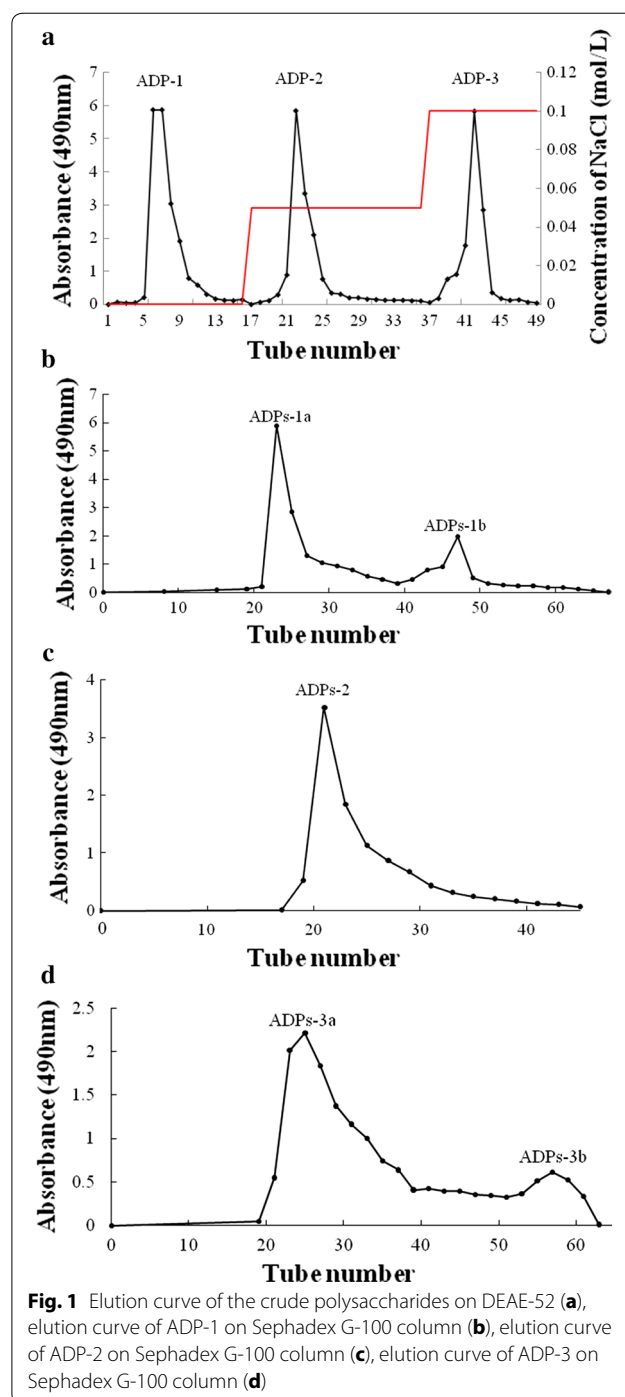 a
ADP-1 ADP-2 ADP-3
7 6 5 4 3 2 1 0
Absorbance (490nm)
0.12 0.1 0.08 0.06 0.04 0.02 0
Concentration of NaCl (mol/L)
1 5 9 13 17 21 25 29 33 37 41 45 49
Tube number
b
7 6 5 4 3 2 1 0
Absorbance (490nm)
ADPs-1a
ADPs-1b
0 10 20 30 40 50 60
Tube number
c
4 3 2 1 0
Absorbance (490nm)
ADPs-2
0 10 20 30 40
Tube number
d
2.5 2 1.5 1 0.5 0
Absorbance (490nm)
ADPs-3a
ADPs-3b
0 10 20 30 40 50 60
Tube number
Fig. 1 Elution curve of the crude polysaccharides on DEAE-52 (a),
elution curve of ADP-1 on Sephadex G-100 column (b), elution curve
of ADP-2 on Sephadex G-100 column (c), elution curve of ADP-3 on
Sephadex G-100 column (d)